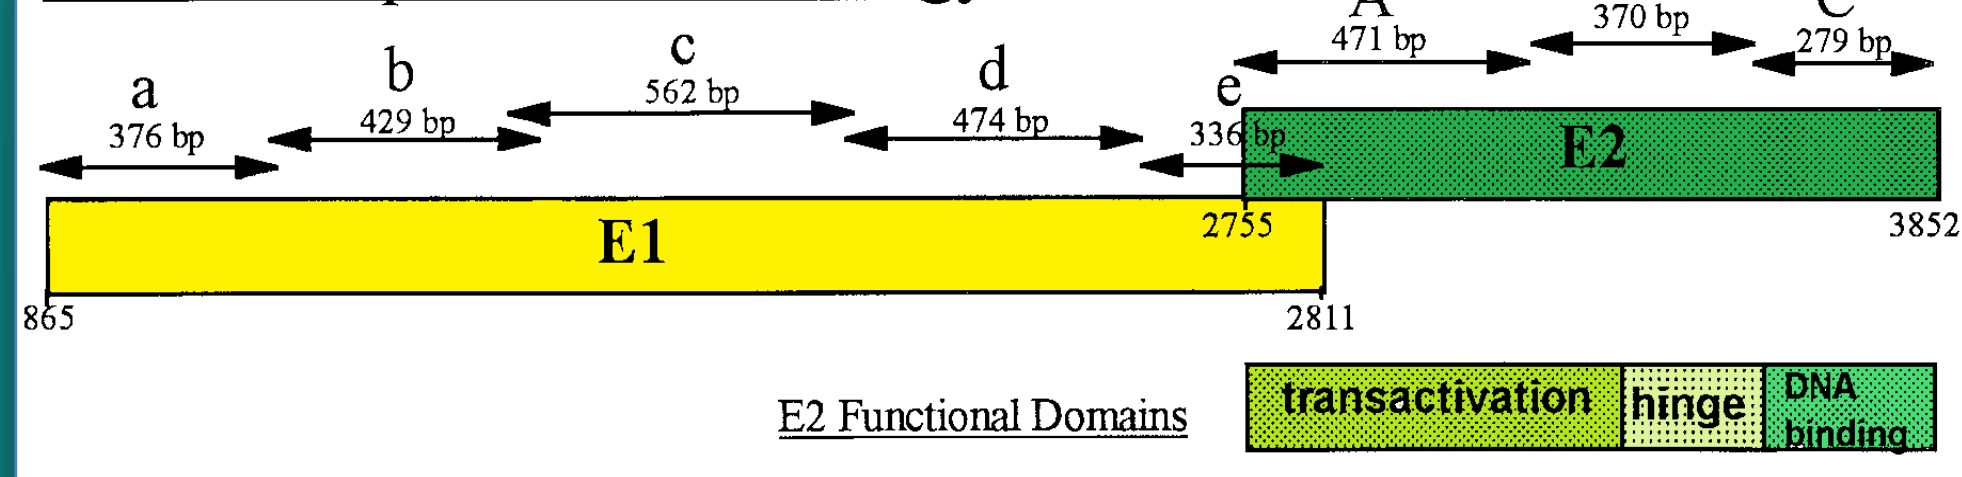 A
370 bp
C
471 bp
279 bp
c
b
d
a
562 bp
e
429 bp
474 bp
376 bp
336 bp
E2
E1
2755
3852
865
2811
E2 Functional Domains
transactivation
hinge
DNA
binding